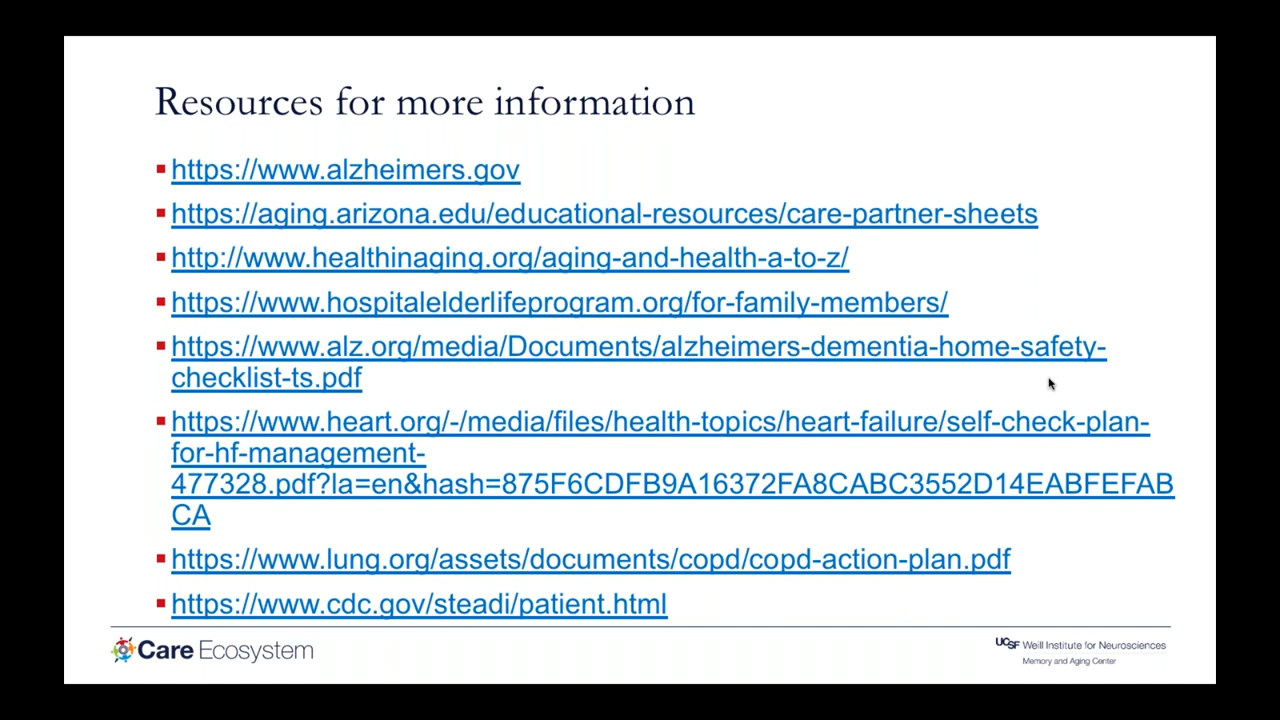 Resources for more information
https://www.alzheimers.gov
https://aging.arizona.edu/educational-resources/care-partner-sheets
http://www.healthinaging.org/aging-and-health-a-to-z/
https://www.hospitalelderlifeprogram.org/for-family-members/
https://www.alz.org/media/Documents/alzheimers-dementia-home-safety-
checklist-ts.pdf
https://www.heart.org/-/media/files/health-topics/heart-failure/self-check-plan-
for-hf-management-
477328.pdf?la=en&hash=875F6CDFB9A16372FA8CABC3552D14EABFEFAB
CA
https://www.lung.org/assets/documents/copd/copd-action-plan.pdf
https://www.cdc.gov/steadi/patient.html
Care Ecosystem
UCSF Weill Institute for Neurosciences
Memory and Aging Center